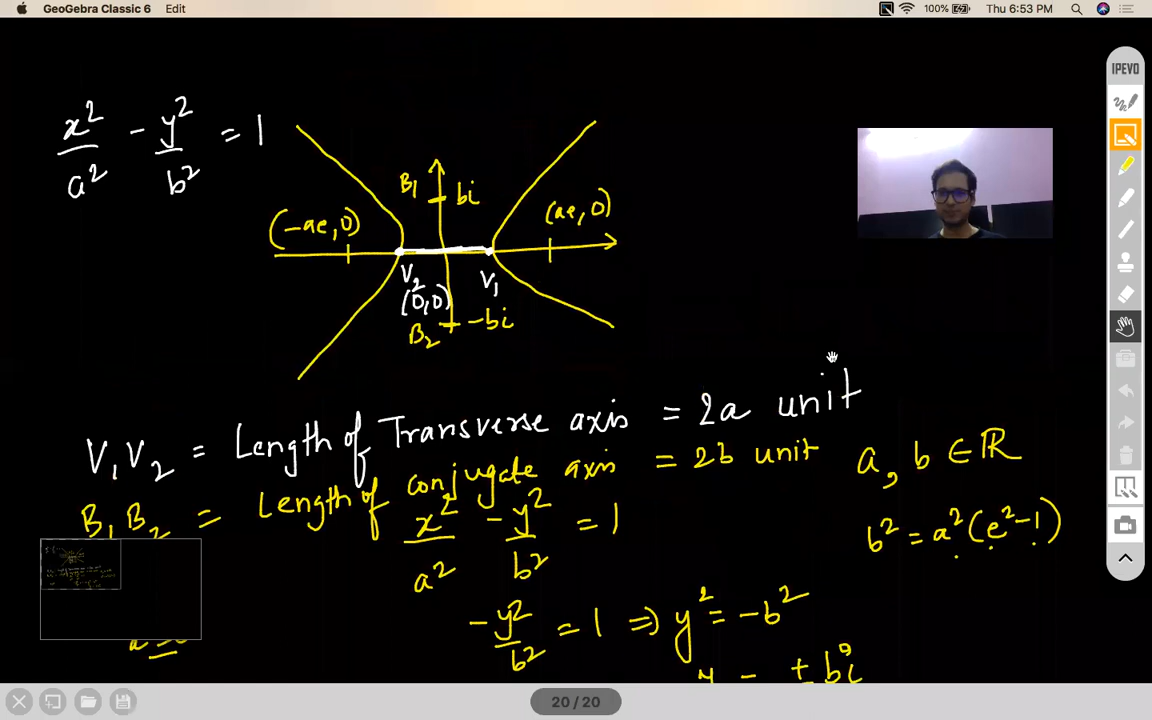 GeoGebra Classic 6 Edit 100% Thu 6:53 PM
IPEVO
x²/a² - y²/b² = 1
B₁ bi
(-ae, 0) (ae, 0)
V₂ V₁
(0,0)
B₂ -bi
V₁V₂ = Length of Transverse axis = 2a unit
B₁B₂ = Length of conjugate axis = 2b unit a, b ∈ ℝ
x²/a² - y²/b² = 1 b² = a²(e²-1)
-y²/b² = 1 ⇒ y² = -b²
y = ± bi
20 / 20